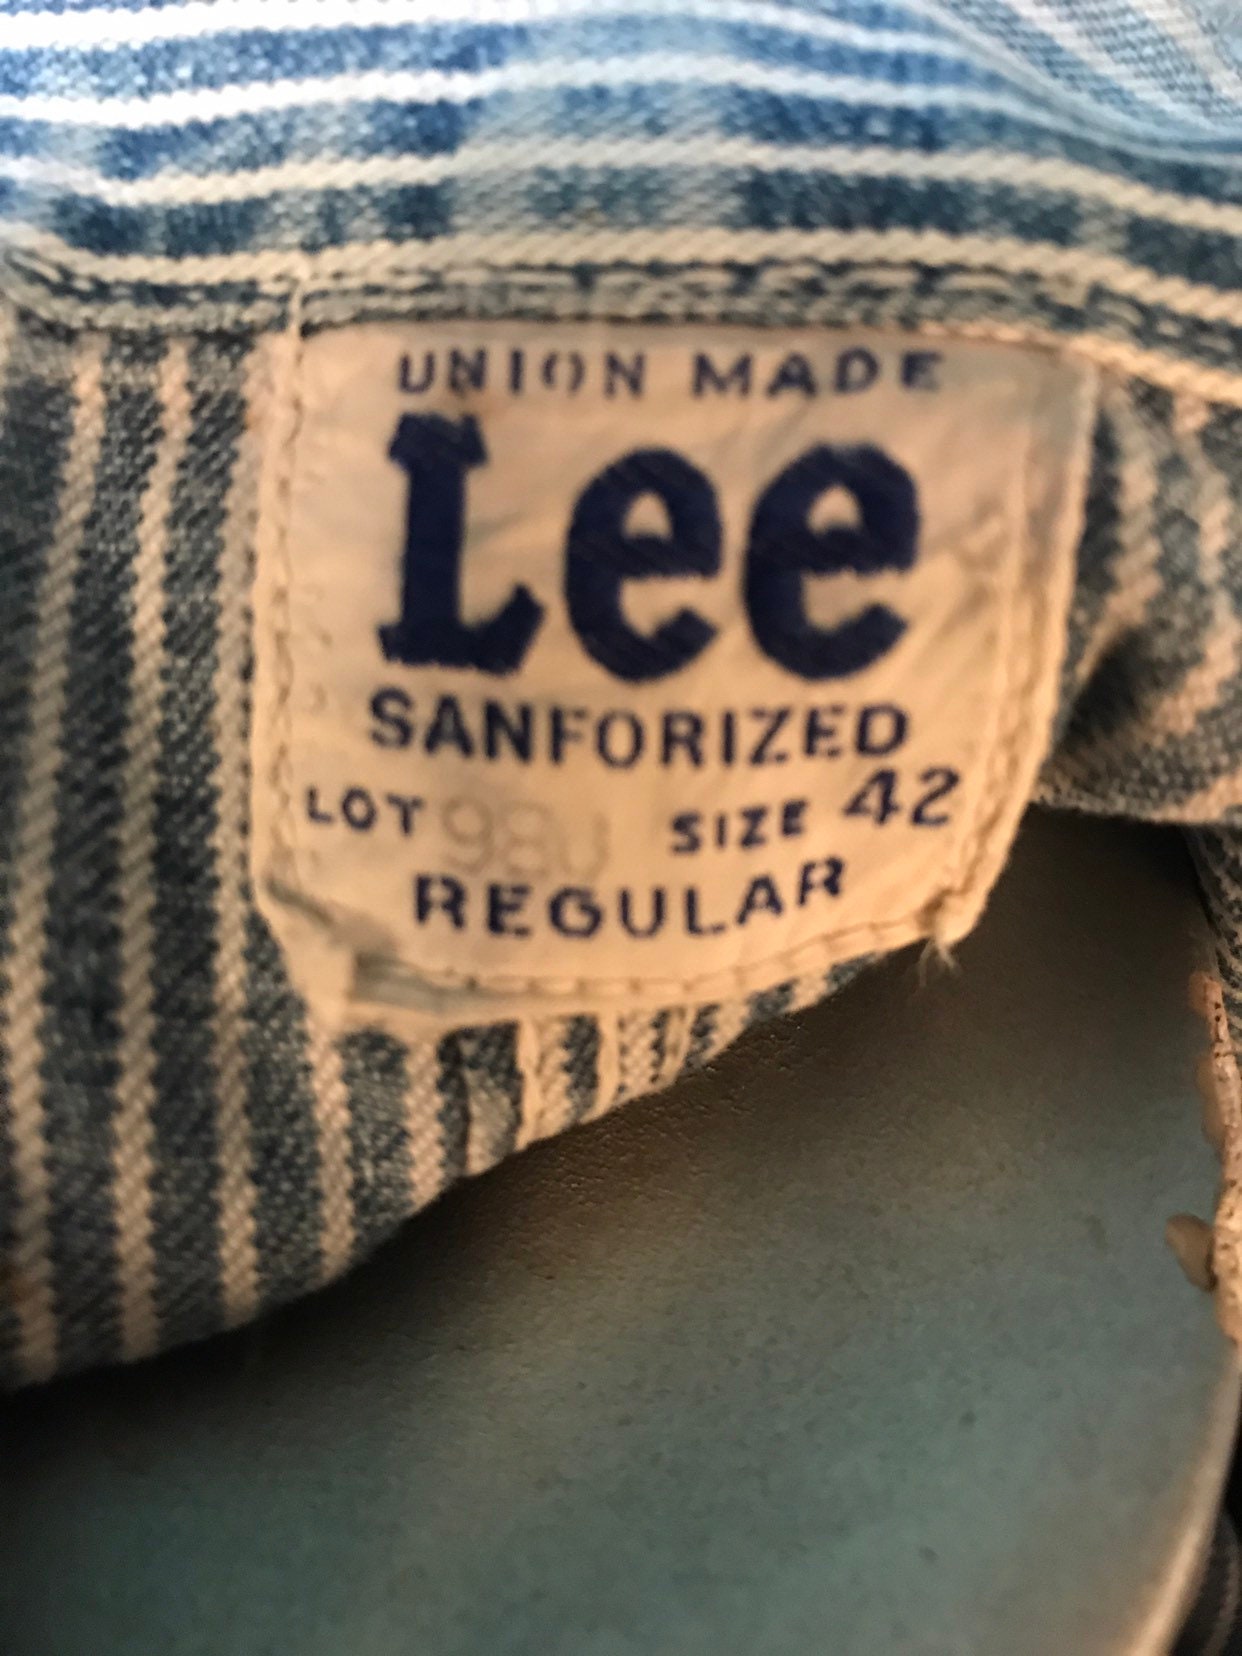 UNION MADE
Lee
SANFORIZED
LOT SIZE 42
REGULAR